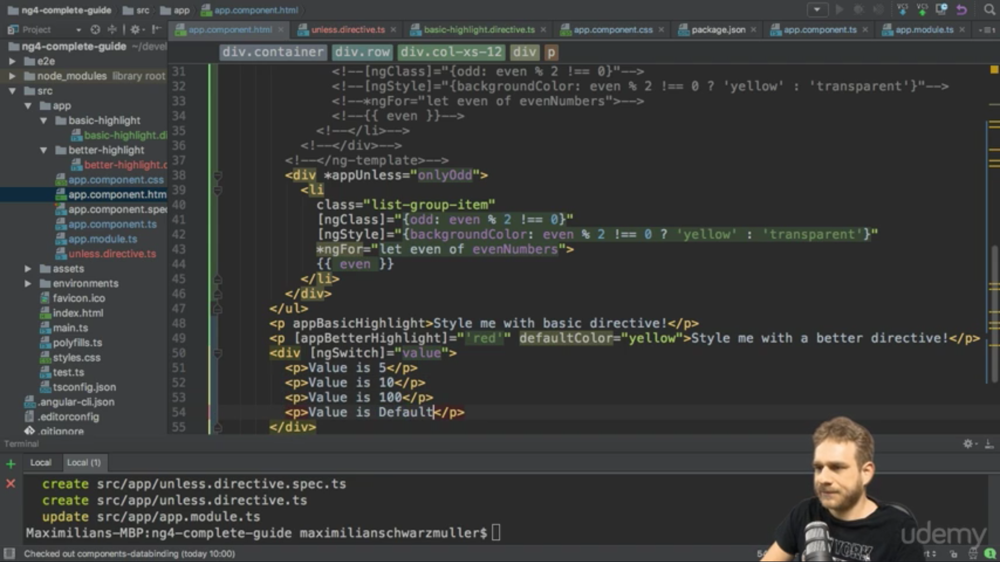 ng4-complete-guide src app app.component.html
Project
app.component.html unless.directive.ts basic-highlight.directive.ts app.component.css package.json app.component.ts app.module.ts
ng4-complete-guide ~/devel
div.container div.row div.col-xs-12 div p
e2e
node_modules library root
src
app
basic-highlight
basic-highlight.di
better-highlight
better-highlight.c
app.component.css
app.component.htm
app.component.spec
app.component.ts
app.module.ts
unless.directive.ts
assets
environments
favicon.ico
index.html
main.ts
polyfills.ts
styles.css
test.ts
tsconfig.json
.angular-cli.json
.editorconfig
.gitignore
31 <!--[ngClass]="{odd: even % 2 !== 0}"-->
32 <!--[ngStyle]="{backgroundColor: even % 2 !== 0 ? 'yellow' : 'transparent'}"-->
33 <!--*ngFor="let even of evenNumbers">-->
34 <!--{{ even }}-->
35 <!--</li>-->
36 <!--</div>-->
37 <!--</ng-template>-->
38 <div *appUnless="onlyOdd">
39 <li
40 class="list-group-item"
41 [ngClass]="{odd: even % 2 !== 0}"
42 [ngStyle]="{backgroundColor: even % 2 !== 0 ? 'yellow' : 'transparent'}"
43 *ngFor="let even of evenNumbers">
44 {{ even }}
45 </li>
46 </div>
47 </ul>
48 <p appBasicHighlight>Style me with basic directive!</p>
49 <p [appBetterHighlight]="'red'" defaultColor="yellow">Style me with a better directive!</p>
50 <div [ngSwitch]="value">
51 <p>Value is 5</p>
52 <p>Value is 10</p>
53 <p>Value is 100</p>
54 <p>Value is Default</p>
55 </div>
Terminal
Local Local (1)
create src/app/unless.directive.spec.ts
create src/app/unless.directive.ts
update src/app/app.module.ts
Maximilians-MBP:ng4-complete-guide maximilianschwarzmuller$
Checked out components-databinding (today 10:00)
udemy
YORK